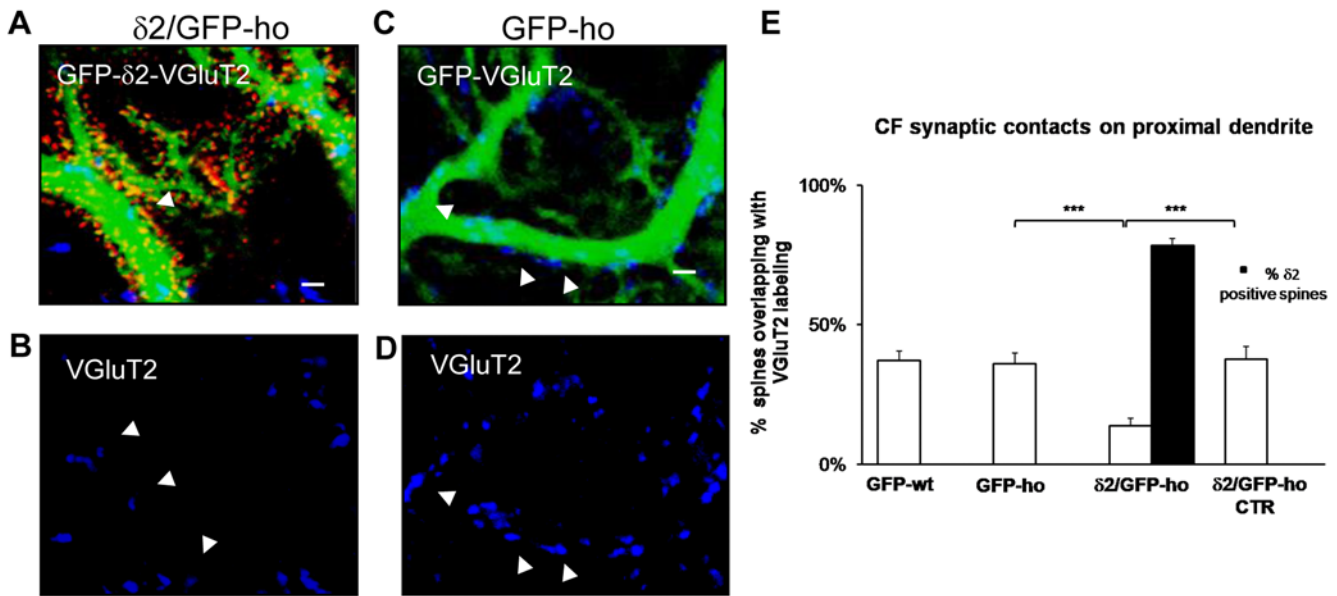 A
δ2/GFP-ho
GFP-δ2-VGluT2
B
VGluT2
C
GFP-ho
GFP-VGluT2
D
VGluT2
E
CF synaptic contacts on proximal dendrite
% spines overlapping with
VGluT2 labeling
100%
50%
0%
***
***
% δ2
positive spines
GFP-wt
GFP-ho
δ2/GFP-ho
δ2/GFP-ho
CTR